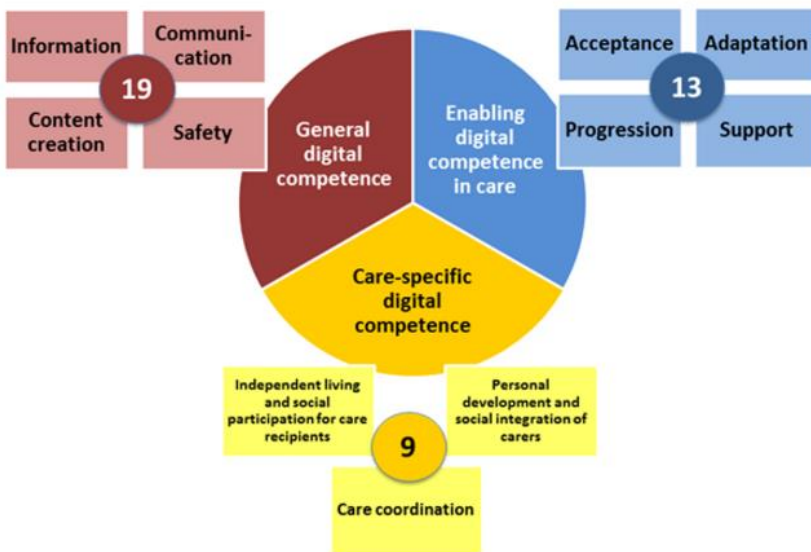 Information
Communi-
cation
19
Content
creation
Safety
General
digital
competence
Enabling
digital
competence
in care
Acceptance
Adaptation
13
Progression
Support
Care-specific
digital
competence
Independent living
and social
participation for care
recipients
Personal
development and
social integration of
carers
9
Care coordination